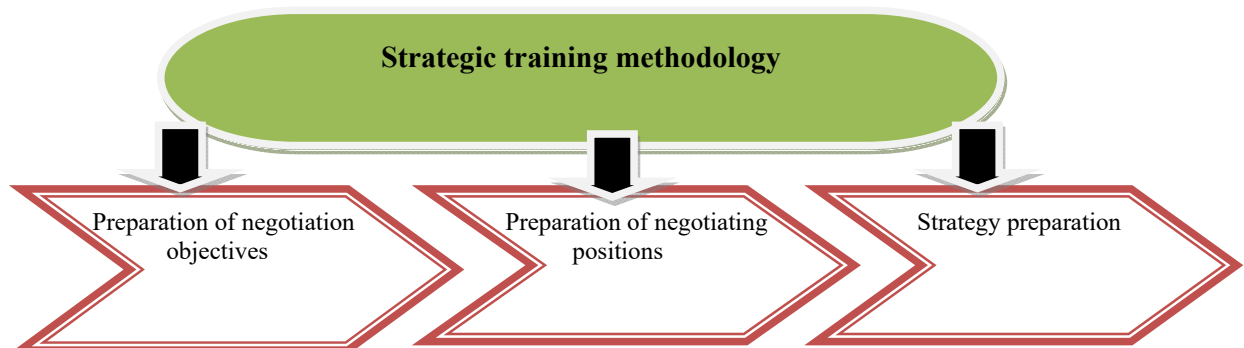 Strategic training methodology
Preparation of negotiation
objectives
Preparation of negotiating
positions
Strategy preparation